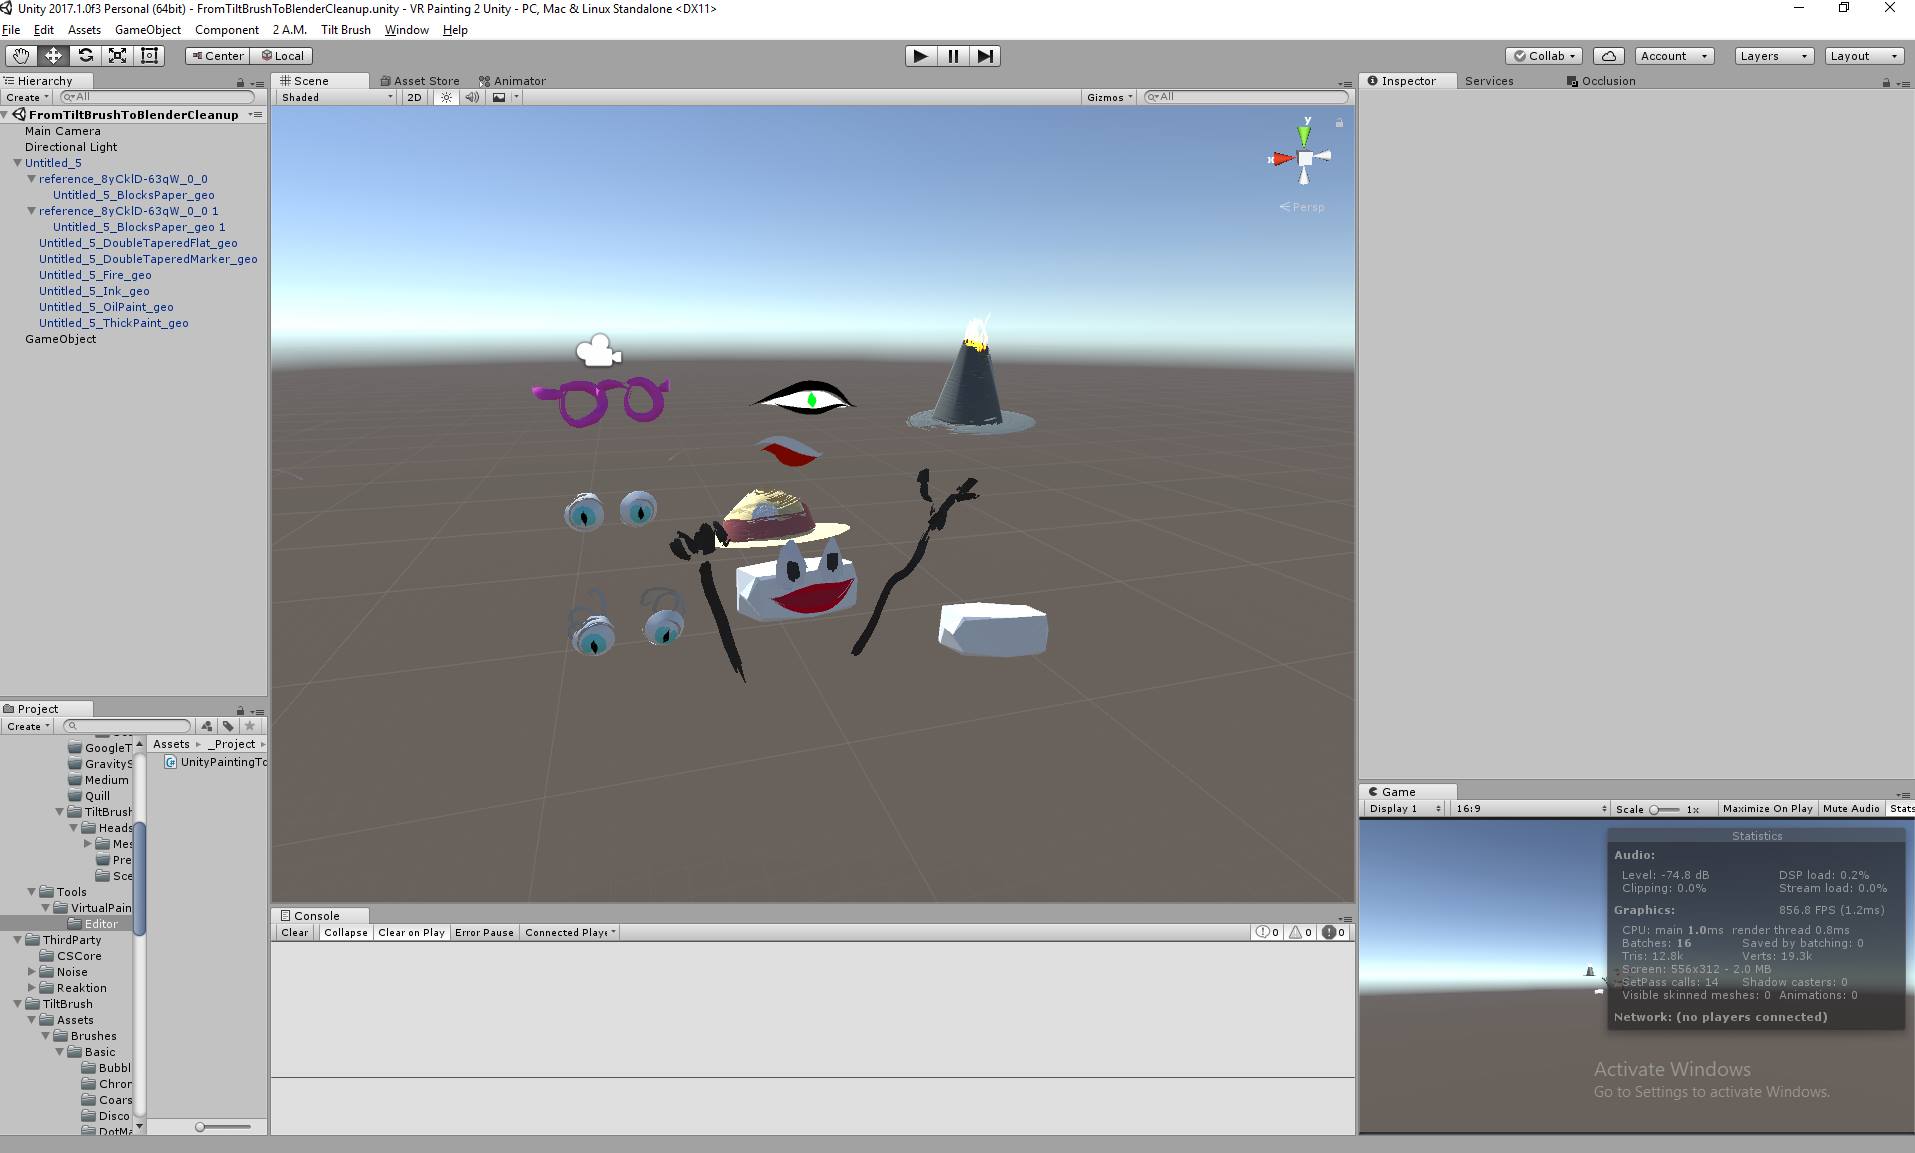 Unity 2017.1.0f3 Personal (64bit) - FromTiltBrushToBlenderCleanup.unity - VR Painting 2 Unity - PC, Mac & Linux Standalone <DX11>
File Edit Assets GameObject Component 2 A.M. Tilt Brush Window Help
Center Local Collab Account Layers Layout
Hierarchy
Create All
FromTiltBrushToBlenderCleanup
Main Camera
Directional Light
Untitled_5
reference_8yCklD-63qW_0_0
Untitled_5_BlocksPaper_geo
reference_8yCklD-63qW_0_0 1
Untitled_5_BlocksPaper_geo 1
Untitled_5_DoubleTaperedFlat_geo
Untitled_5_DoubleTaperedMarker_geo
Untitled_5_Fire_geo
Untitled_5_Ink_geo
Untitled_5_OilPaint_geo
Untitled_5_ThickPaint_geo
GameObject
Scene Asset Store Animator
Shaded 2D Gizmos All
y
x
Persp
Inspector Services Occlusion
Project
Create
GoogleT
GravityS
Medium
Quill
TiltBrush
Heads
Mes
Pre
Sce
Tools
VirtualPain
Editor
ThirdParty
CSCore
Noise
Reaktion
TiltBrush
Assets
Brushes
Basic
Bubbl
Chror
Coars
Disco
DotMa
Assets _Project
UnityPaintingTo
Console
Clear Collapse Clear on Play Error Pause Connected Playe 0 0 0
Game
Display 1 16:9 Scale 1x Maximize On Play Mute Audio Stats
Statistics
Audio:
Level: -74.8 dB DSP load: 0.2%
Clipping: 0.0% Stream load: 0.0%
Graphics: 856.8 FPS (1.2ms)
CPU: main 1.0ms render thread 0.8ms
Batches: 16 Saved by batching: 0
Tris: 12.8k Verts: 19.3k
Screen: 556x312 - 2.0 MB
SetPass calls: 14 Shadow casters: 0
Visible skinned meshes: 0 Animations: 0
Network: (no players connected)
Activate Windows
Go to Settings to activate Windows.